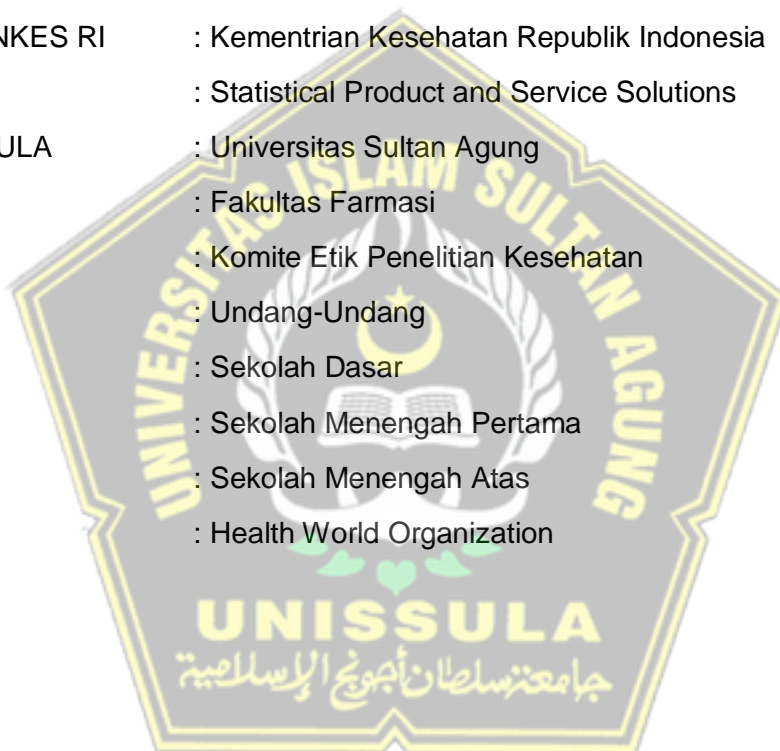 NKES RI : Kementrian Kesehatan Republik Indonesia
: Statistical Product and Service Solutions
ULA : Universitas Sultan Agung
: Fakultas Farmasi
: Komite Etik Penelitian Kesehatan
: Undang-Undang
: Sekolah Dasar
: Sekolah Menengah Pertama
: Sekolah Menengah Atas
: Health World Organization
UNIVERSITAS ISLAM SULTAN AGUNG
UNISSULA
جامعتنسلطان أجونج الإسلامية